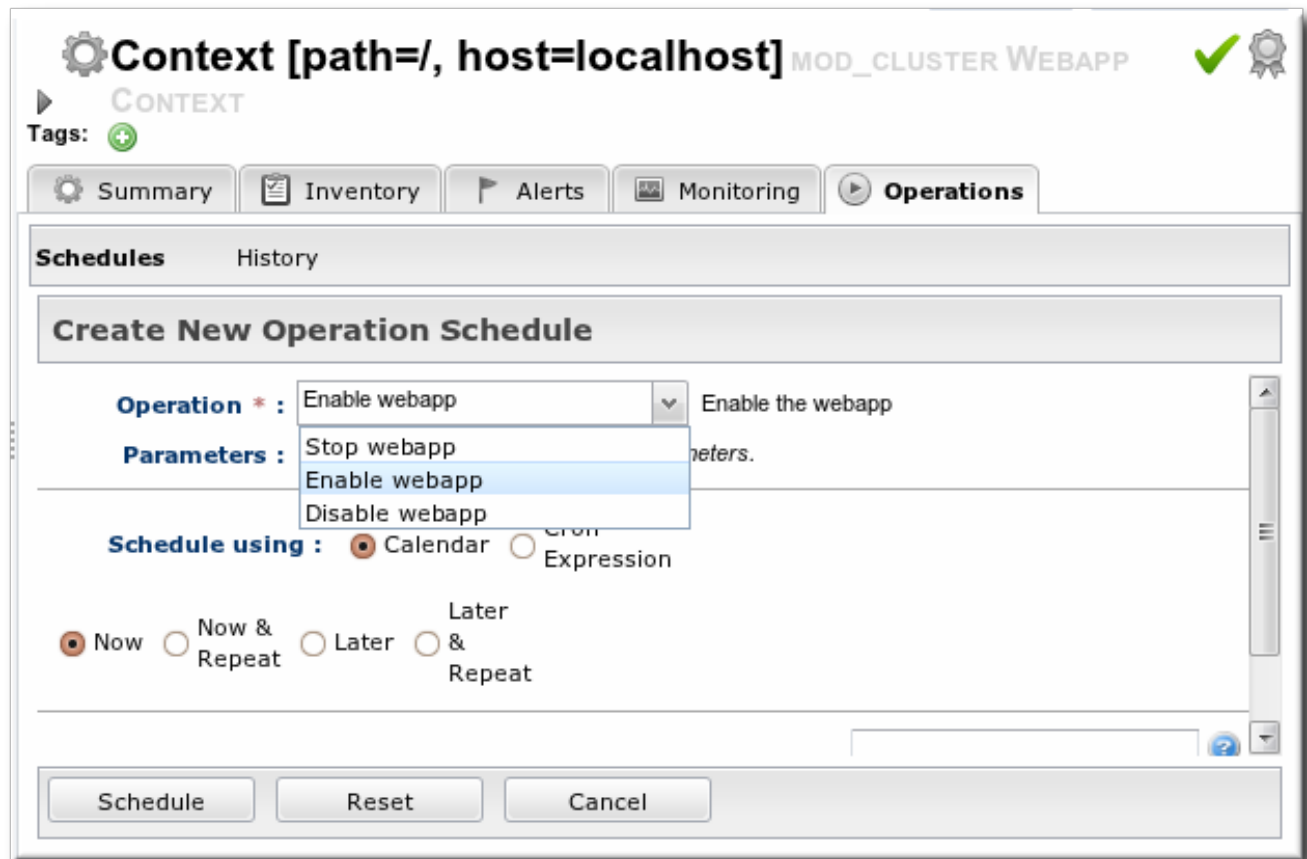 Context [path=/, host=localhost] MOD_CLUSTER WEBAPP
CONTEXT
Tags:
Summary Inventory Alerts Monitoring Operations
Schedules History
Create New Operation Schedule
Operation * : Enable webapp Enable the webapp
Parameters :
Stop webapp
Enable webapp
Disable webapp
Schedule using : Calendar Cron
Expression
Now Now &
Repeat Later Later
&
Repeat
Schedule Reset Cancel